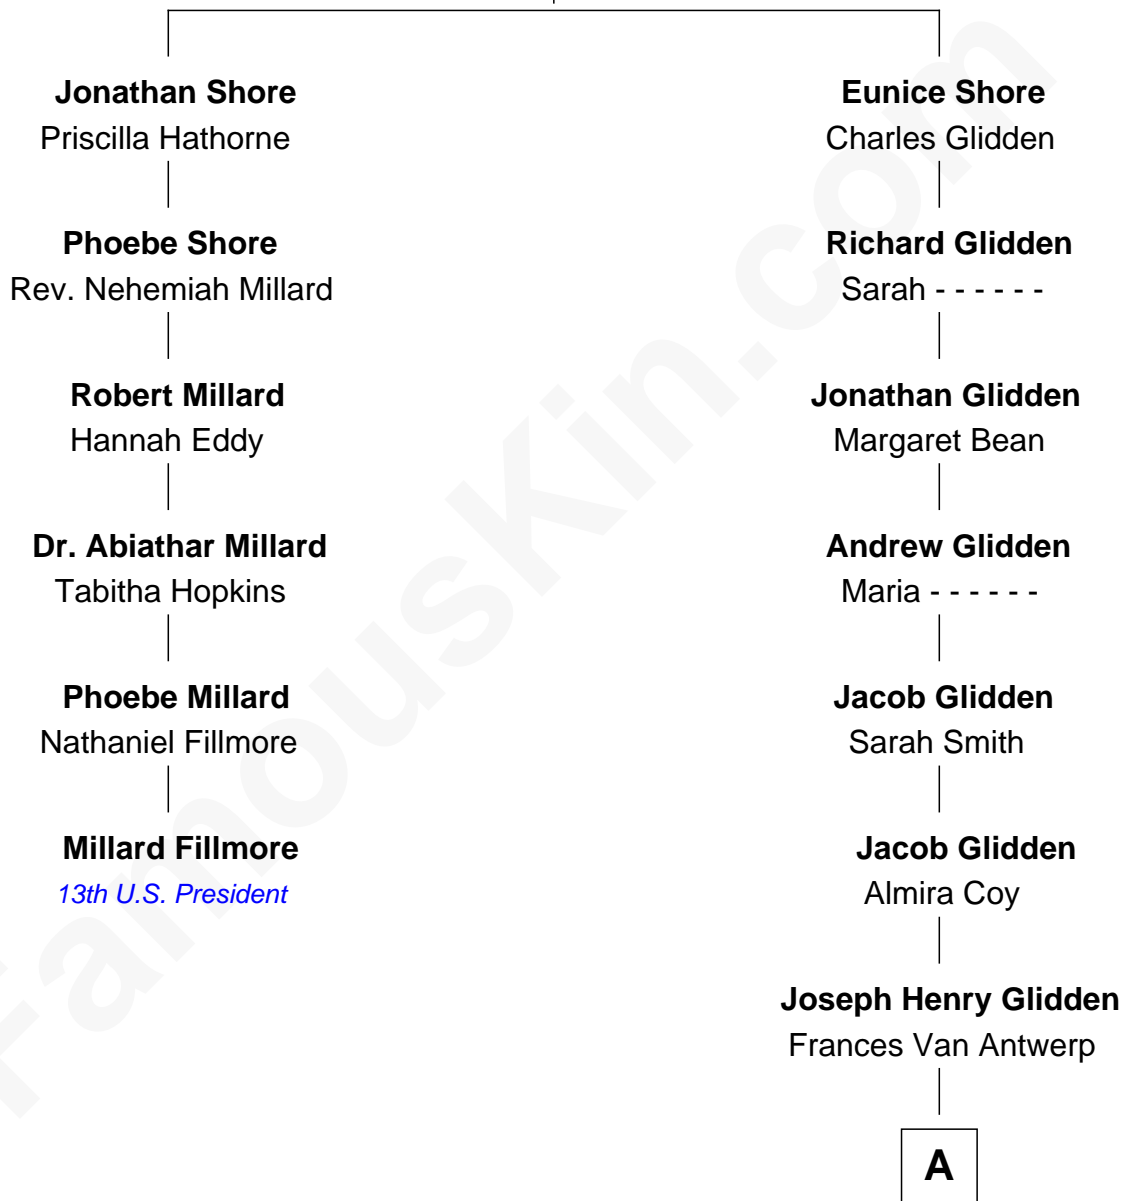 Jonathan Shore
Priscilla Hathorne
Phoebe Shore
Rev. Nehemiah Millard
Robert Millard
Hannah Eddy
Dr. Abiathar Millard
Tabitha Hopkins
Phoebe Millard
Nathaniel Fillmore
Millard Fillmore
13th U.S. President
Eunice Shore
Charles Glidden
Richard Glidden
Sarah - - - - - -
Jonathan Glidden
Margaret Bean
Andrew Glidden
Maria - - - - - -
Jacob Glidden
Sarah Smith
Jacob Glidden
Almira Coy
Joseph Henry Glidden
Frances Van Antwerp
A
FamousKin.com